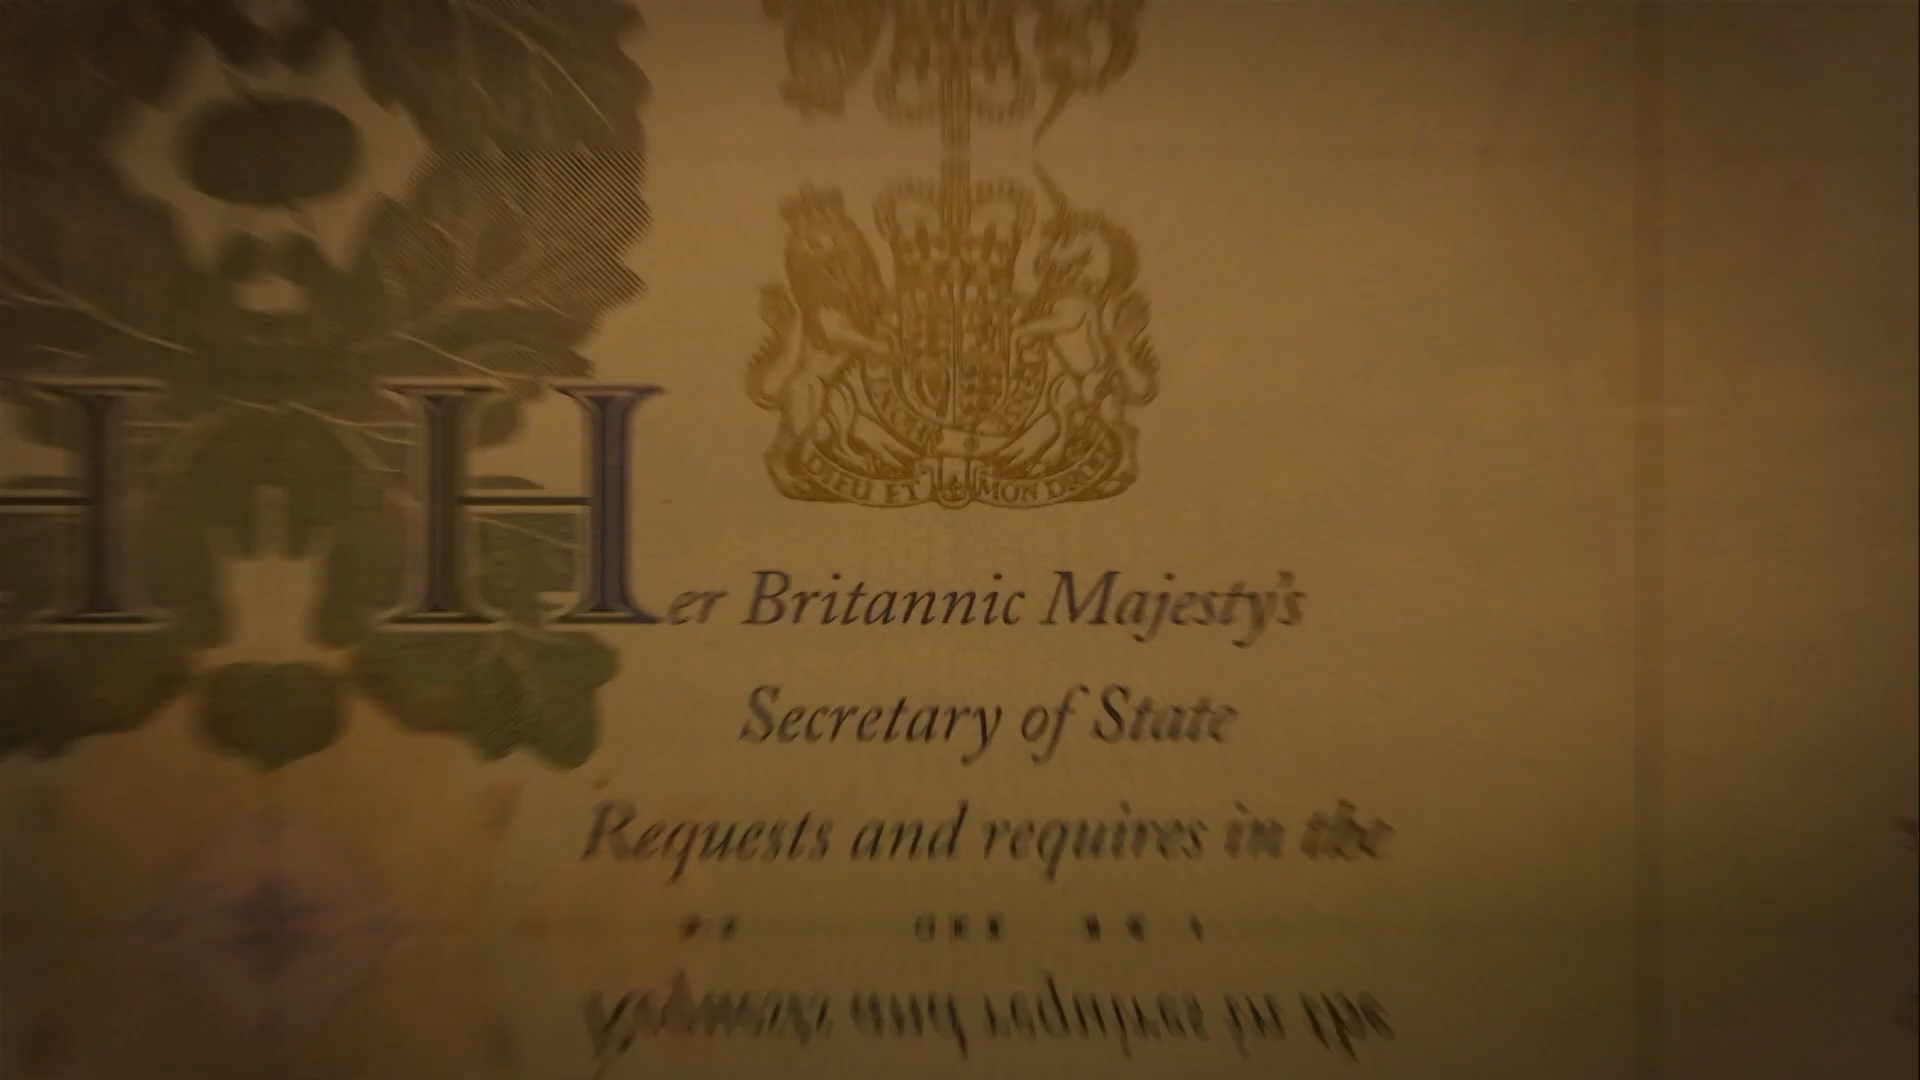 DIEU ET MON DROIT
Her Britannic Majesty's
Secretary of State
Requests and requires in the